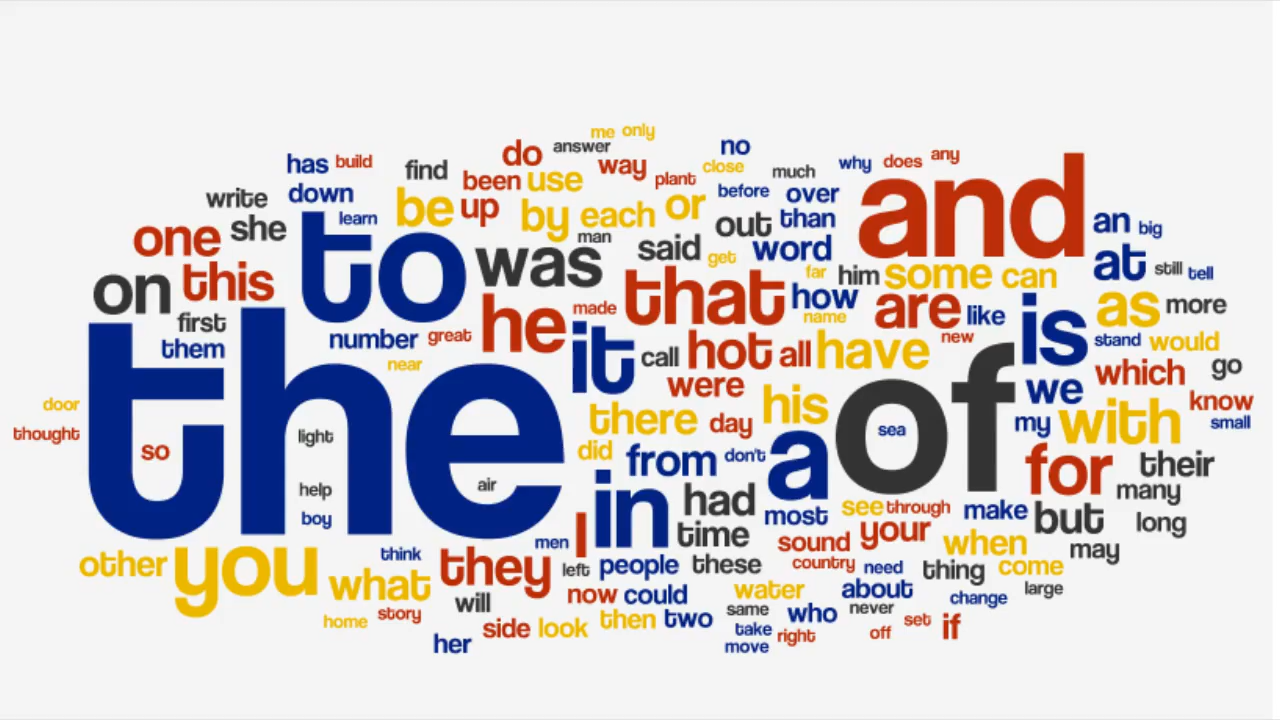 me only
do answer no
has build find way close why does any
been use plant much
write down be up before over and
learn by each or out than an big
one she man said word
to was get at still tell
on this far him some can
that how as more
first made name are like is
number great he
them near it call hot all have new stand would
the were we which go
door there day his of my with know
thought so light did sea small
from don't a for their
help air in had many
boy most see through make but long
I time your
men sound when may
other you think they left people these country need thing come
what water about change large
will now could same who never
home story take set
side look then two right off if
her move